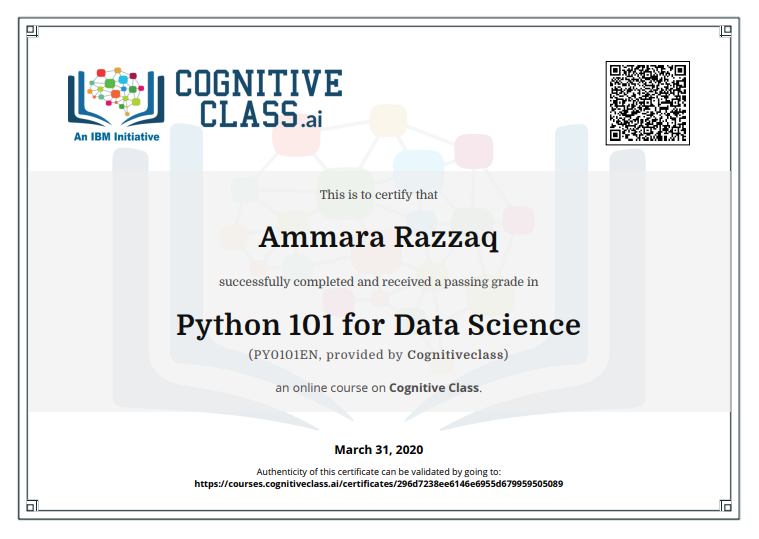 COGNITIVE
CLASS.ai
An IBM Initiative
This is to certify that
Ammara Razzaq
successfully completed and received a passing grade in
Python 101 for Data Science
(PY0101EN, provided by Cognitiveclass)
an online course on Cognitive Class.
March 31, 2020
Authenticity of this certificate can be validated by going to:
https://courses.cognitiveclass.ai/certificates/296d7238ee6146e6955d679959505089